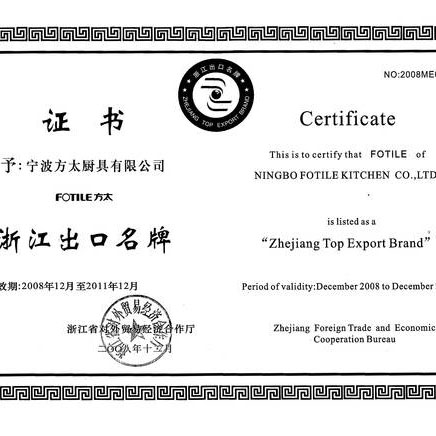 浙江出口名牌
ZHEJIANG TOP EXPORT BRAND
NO:2008ME
证书
予：宁波方太厨具有限公司
FOTILE方太
浙江出口名牌
效期：2008年12月至2011年12月
浙江省对外贸易经济合作厅
二〇〇八年十二月
Certificate
This is to certify that FOTILE of
NINGBO FOTILE KITCHEN CO.,LTD
is listed as a
“Zhejiang Top Export Brand”
Period of validity:December 2008 to December
Zhejiang Foreign Trade and Economic
Cooperation Bureau